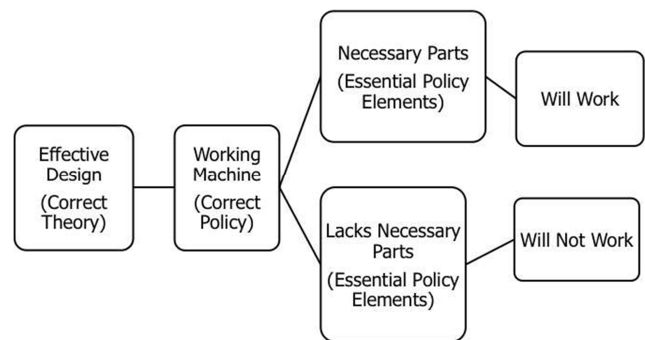 Effective
Design
(Correct
Theory)
Working
Machine
(Correct
Policy)
Necessary Parts
(Essential Policy
Elements)
Will Work
Lacks Necessary
Parts
(Essential Policy
Elements)
Will Not Work